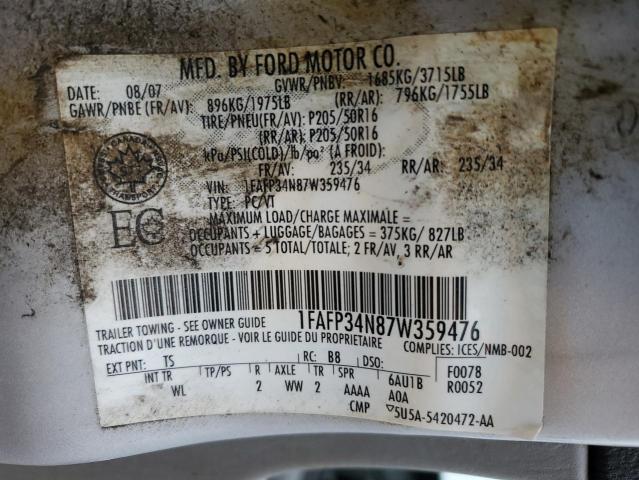 MFD. BY FORD MOTOR CO.
DATE: 08/07 GVWR/PNBV: 1685KG/3715LB
GAWR/PNBE (FR/AV): 896KG/1975LB (RR/AR): 796KG/1755LB
TIRE/PNEU(FR/AV): P205/50R16
(RR/AR): P205/50R16
kPa/PSI(COLD)/lb/po² (À FROID):
FR/AV: 235/34 RR/AR: 235/34
VIN: 1FAFP34N87W359476
TYPE: PC/VT
EC
MAXIMUM LOAD/CHARGE MAXIMALE =
OCCUPANTS + LUGGAGE/BAGAGES = 375KG/ 827LB
OCCUPANTS = 5 TOTAL/TOTALE; 2 FR/AV, 3 RR/AR
1FAFP34N87W359476
TRAILER TOWING - SEE OWNER GUIDE
TRACTION D'UNE REMORQUE - VOIR LE GUIDE DU PROPRIETAIRE
COMPLIES: ICES/NMB-002
EXT PNT: TS RC: B8 DSO: F0078
INT TR TP/PS R AXLE TR SPR 6AU1B R0052
WL 2 WW 2 AAAA A0A
CMP ▽5U5A-5420472-AA